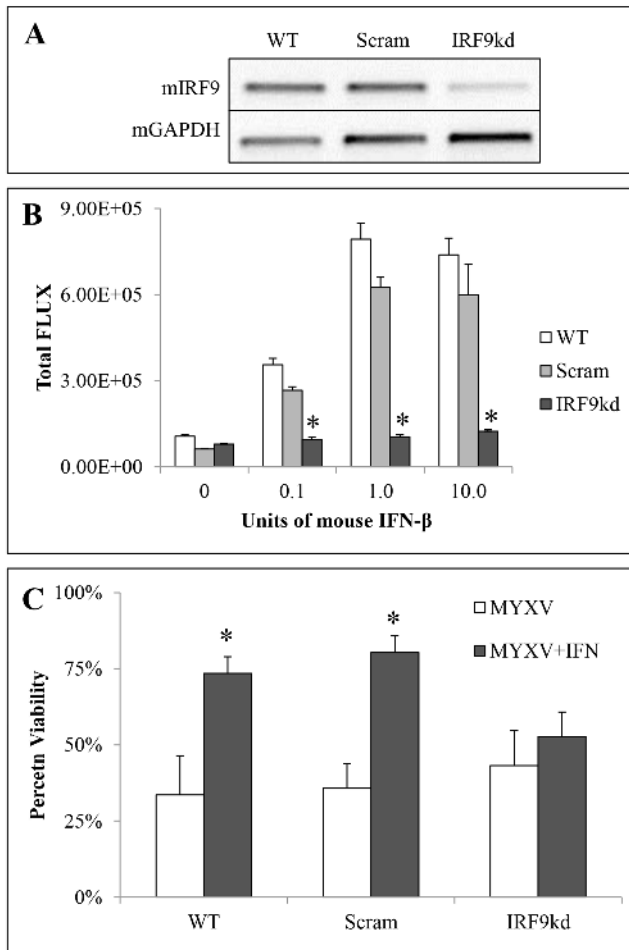 A
WT Scram IRF9kd
mIRF9
mGAPDH
B
9.00E+05
6.00E+05
3.00E+05
0.00E+00
Total FLUX
WT
Scram
IRF9kd
* * *
0 0.1 1.0 10.0
Units of mouse IFN-β
C
100%
75%
50%
25%
0%
Percetn Viability
MYXV
MYXV+IFN
* *
WT Scram IRF9kd